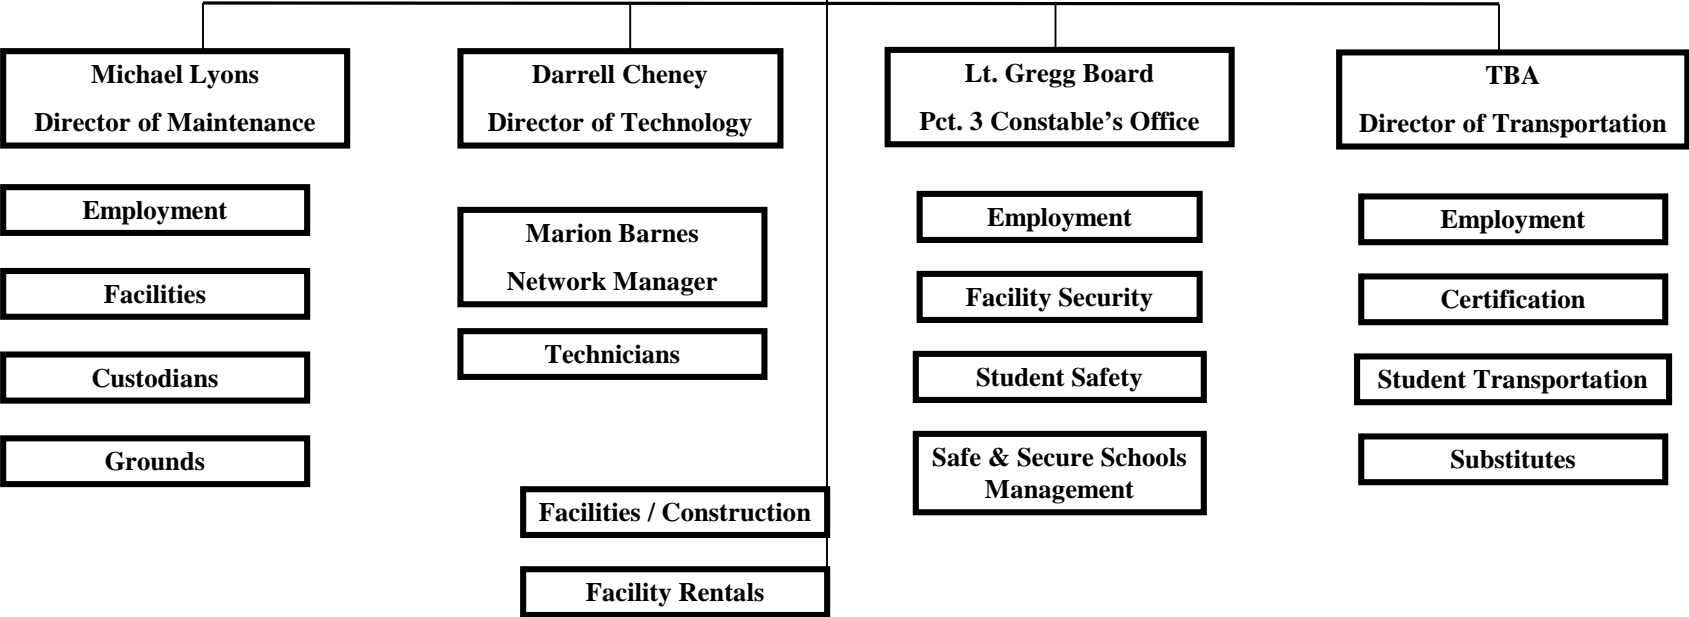 Michael Lyons
Director of Maintenance
Employment
Facilities
Custodians
Grounds
Darrell Cheney
Director of Technology
Marion Barnes
Network Manager
Technicians
Facilities / Construction
Facility Rentals
Lt. Gregg Board
Pct. 3 Constable’s Office
Employment
Facility Security
Student Safety
Safe & Secure Schools
Management
TBA
Director of Transportation
Employment
Certification
Student Transportation
Substitutes